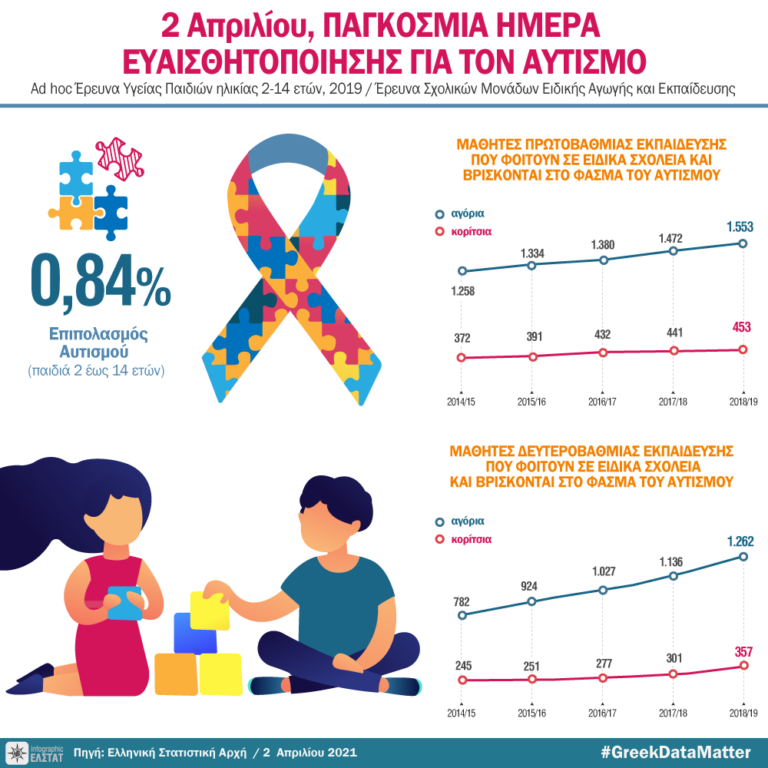 2 Απριλίου, ΠΑΓΚΟΣΜΙΑ ΗΜΕΡΑ
ΕΥΑΙΣΘΗΤΟΠΟΙΗΣΗΣ ΓΙΑ ΤΟΝ ΑΥΤΙΣΜΟ
Ad hoc Έρευνα Υγείας Παιδιών ηλικίας 2-14 ετών, 2019 / Έρευνα Σχολικών Μονάδων Ειδικής Αγωγής και Εκπαίδευσης
0,84%
Επιπολασμός
Αυτισμού
(παιδιά 2 έως 14 ετών)
ΜΑΘΗΤΕΣ ΠΡΩΤΟΒΑΘΜΙΑΣ ΕΚΠΑΙΔΕΥΣΗΣ
ΠΟΥ ΦΟΙΤΟΥΝ ΣΕ ΕΙΔΙΚΑ ΣΧΟΛΕΙΑ ΚΑΙ
ΒΡΙΣΚΟΝΤΑΙ ΣΤΟ ΦΑΣΜΑ ΤΟΥ ΑΥΤΙΣΜΟΥ
αγόρια
κορίτσια
1.258 1.334 1.380 1.472 1.553
372 391 432 441 453
2014/15 2015/16 2016/17 2017/18 2018/19
ΜΑΘΗΤΕΣ ΔΕΥΤΕΡΟΒΑΘΜΙΑΣ ΕΚΠΑΙΔΕΥΣΗΣ
ΠΟΥ ΦΟΙΤΟΥΝ ΣΕ ΕΙΔΙΚΑ ΣΧΟΛΕΙΑ
ΚΑΙ ΒΡΙΣΚΟΝΤΑΙ ΣΤΟ ΦΑΣΜΑ ΤΟΥ ΑΥΤΙΣΜΟΥ
αγόρια
κορίτσια
782 924 1.027 1.136 1.262
245 251 277 301 357
2014/15 2015/16 2016/17 2017/18 2018/19
infographic
ΕΛΣΤΑΤ
Πηγή: Ελληνική Στατιστική Αρχή / 2 Απριλίου 2021
#GreekDataMatter